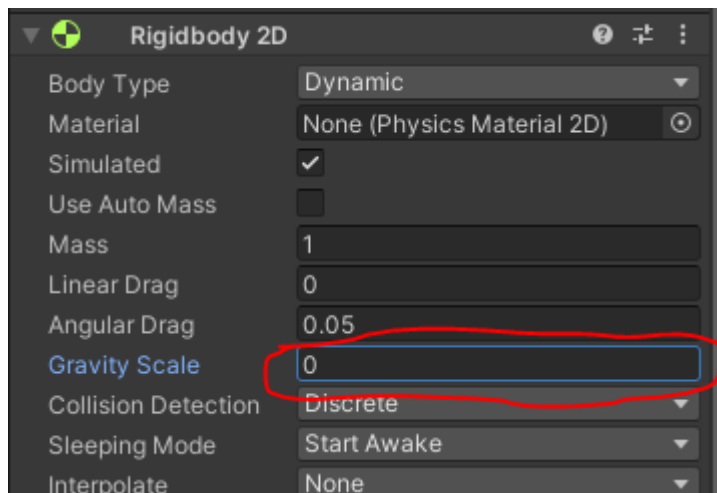 Rigidbody 2D
Body Type Dynamic
Material None (Physics Material 2D)
Simulated
Use Auto Mass
Mass 1
Linear Drag 0
Angular Drag 0.05
Gravity Scale 0
Collision Detection Discrete
Sleeping Mode Start Awake
Interpolate None